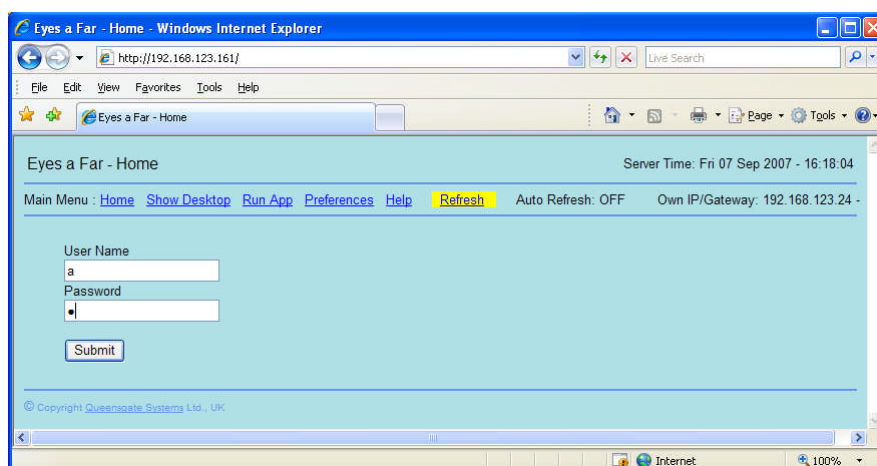 Eyes a Far - Home - Windows Internet Explorer
http://192.168.123.161/
Live Search
File Edit View Favorites Tools Help
Eyes a Far - Home
Page Tools
Eyes a Far - Home
Server Time: Fri 07 Sep 2007 - 16:18:04
Main Menu : Home Show Desktop Run App Preferences Help Refresh Auto Refresh: OFF Own IP/Gateway: 192.168.123.24 -
User Name
a
Password
Submit
© Copyright Queensgate Systems Ltd., UK
Internet 100%